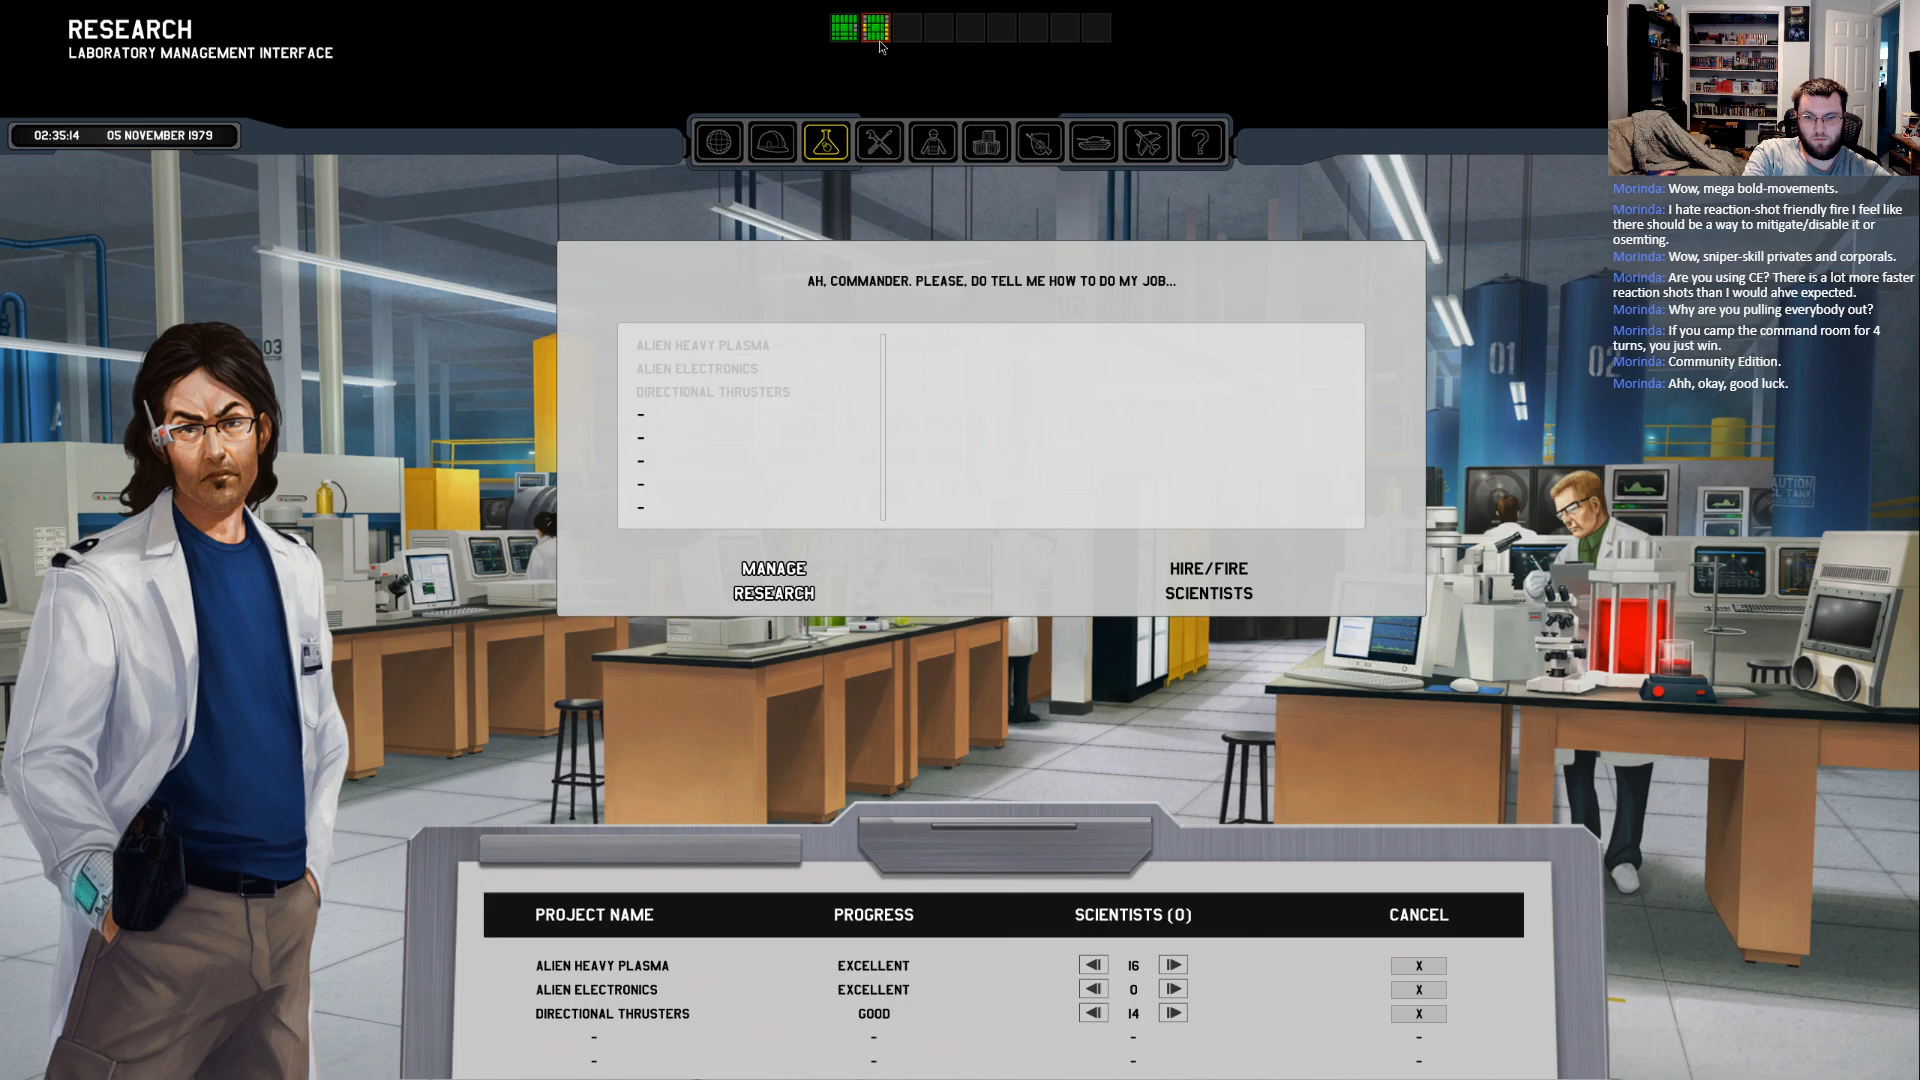 RESEARCH
LABORATORY MANAGEMENT INTERFACE
02:35:14 05 NOVEMBER 1979
?
Morinda: Wow, mega bold-movements.
Morinda: I hate reaction-shot friendly fire I feel like
there should be a way to mitigate/disable it or
osemting.
Morinda: Wow, sniper-skill privates and corporals.
Morinda: Are you using CE? There is a lot more faster
reaction shots than I would ahve expected.
Morinda: Why are you pulling everybody out?
Morinda: If you camp the command room for 4
turns, you just win.
Morinda: Community Edition.
Morinda: Ahh, okay, good luck.
AH, COMMANDER. PLEASE, DO TELL ME HOW TO DO MY JOB...
02
ALIEN HEAVY PLASMA
ALIEN ELECTRONICS
DIRECTIONAL THRUSTERS
-
-
-
-
-
MANAGE
RESEARCH
HIRE/FIRE
SCIENTISTS
03
01
02
CAUTION
PROJECT NAME PROGRESS SCIENTISTS (0) CANCEL
ALIEN HEAVY PLASMA EXCELLENT 16 X
ALIEN ELECTRONICS EXCELLENT 0 X
DIRECTIONAL THRUSTERS GOOD 14 X
- - - -
- - - -